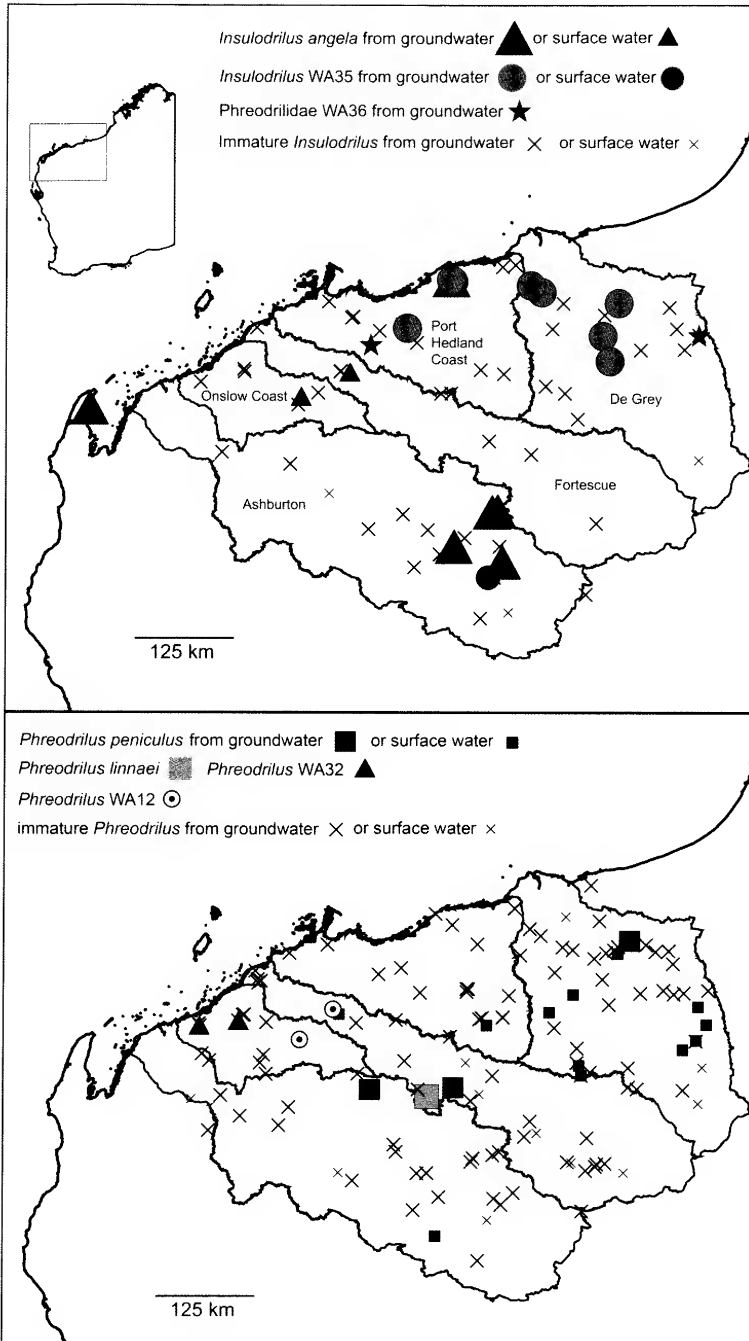 Insulodrilus angela from groundwater or surface water
Insulodrilus WA35 from groundwater or surface water
Phreodrilidae WA36 from groundwater
Immature Insulodrilus from groundwater or surface water
Port
Hedland
Coast
Onslow Coast
De Grey
Fortescue
Ashburton
125 km
Phreodrilus peniculus from groundwater or surface water
Phreodrilus linnaei Phreodrilus WA32
Phreodrilus WA12
immature Phreodrilus from groundwater or surface water
125 km